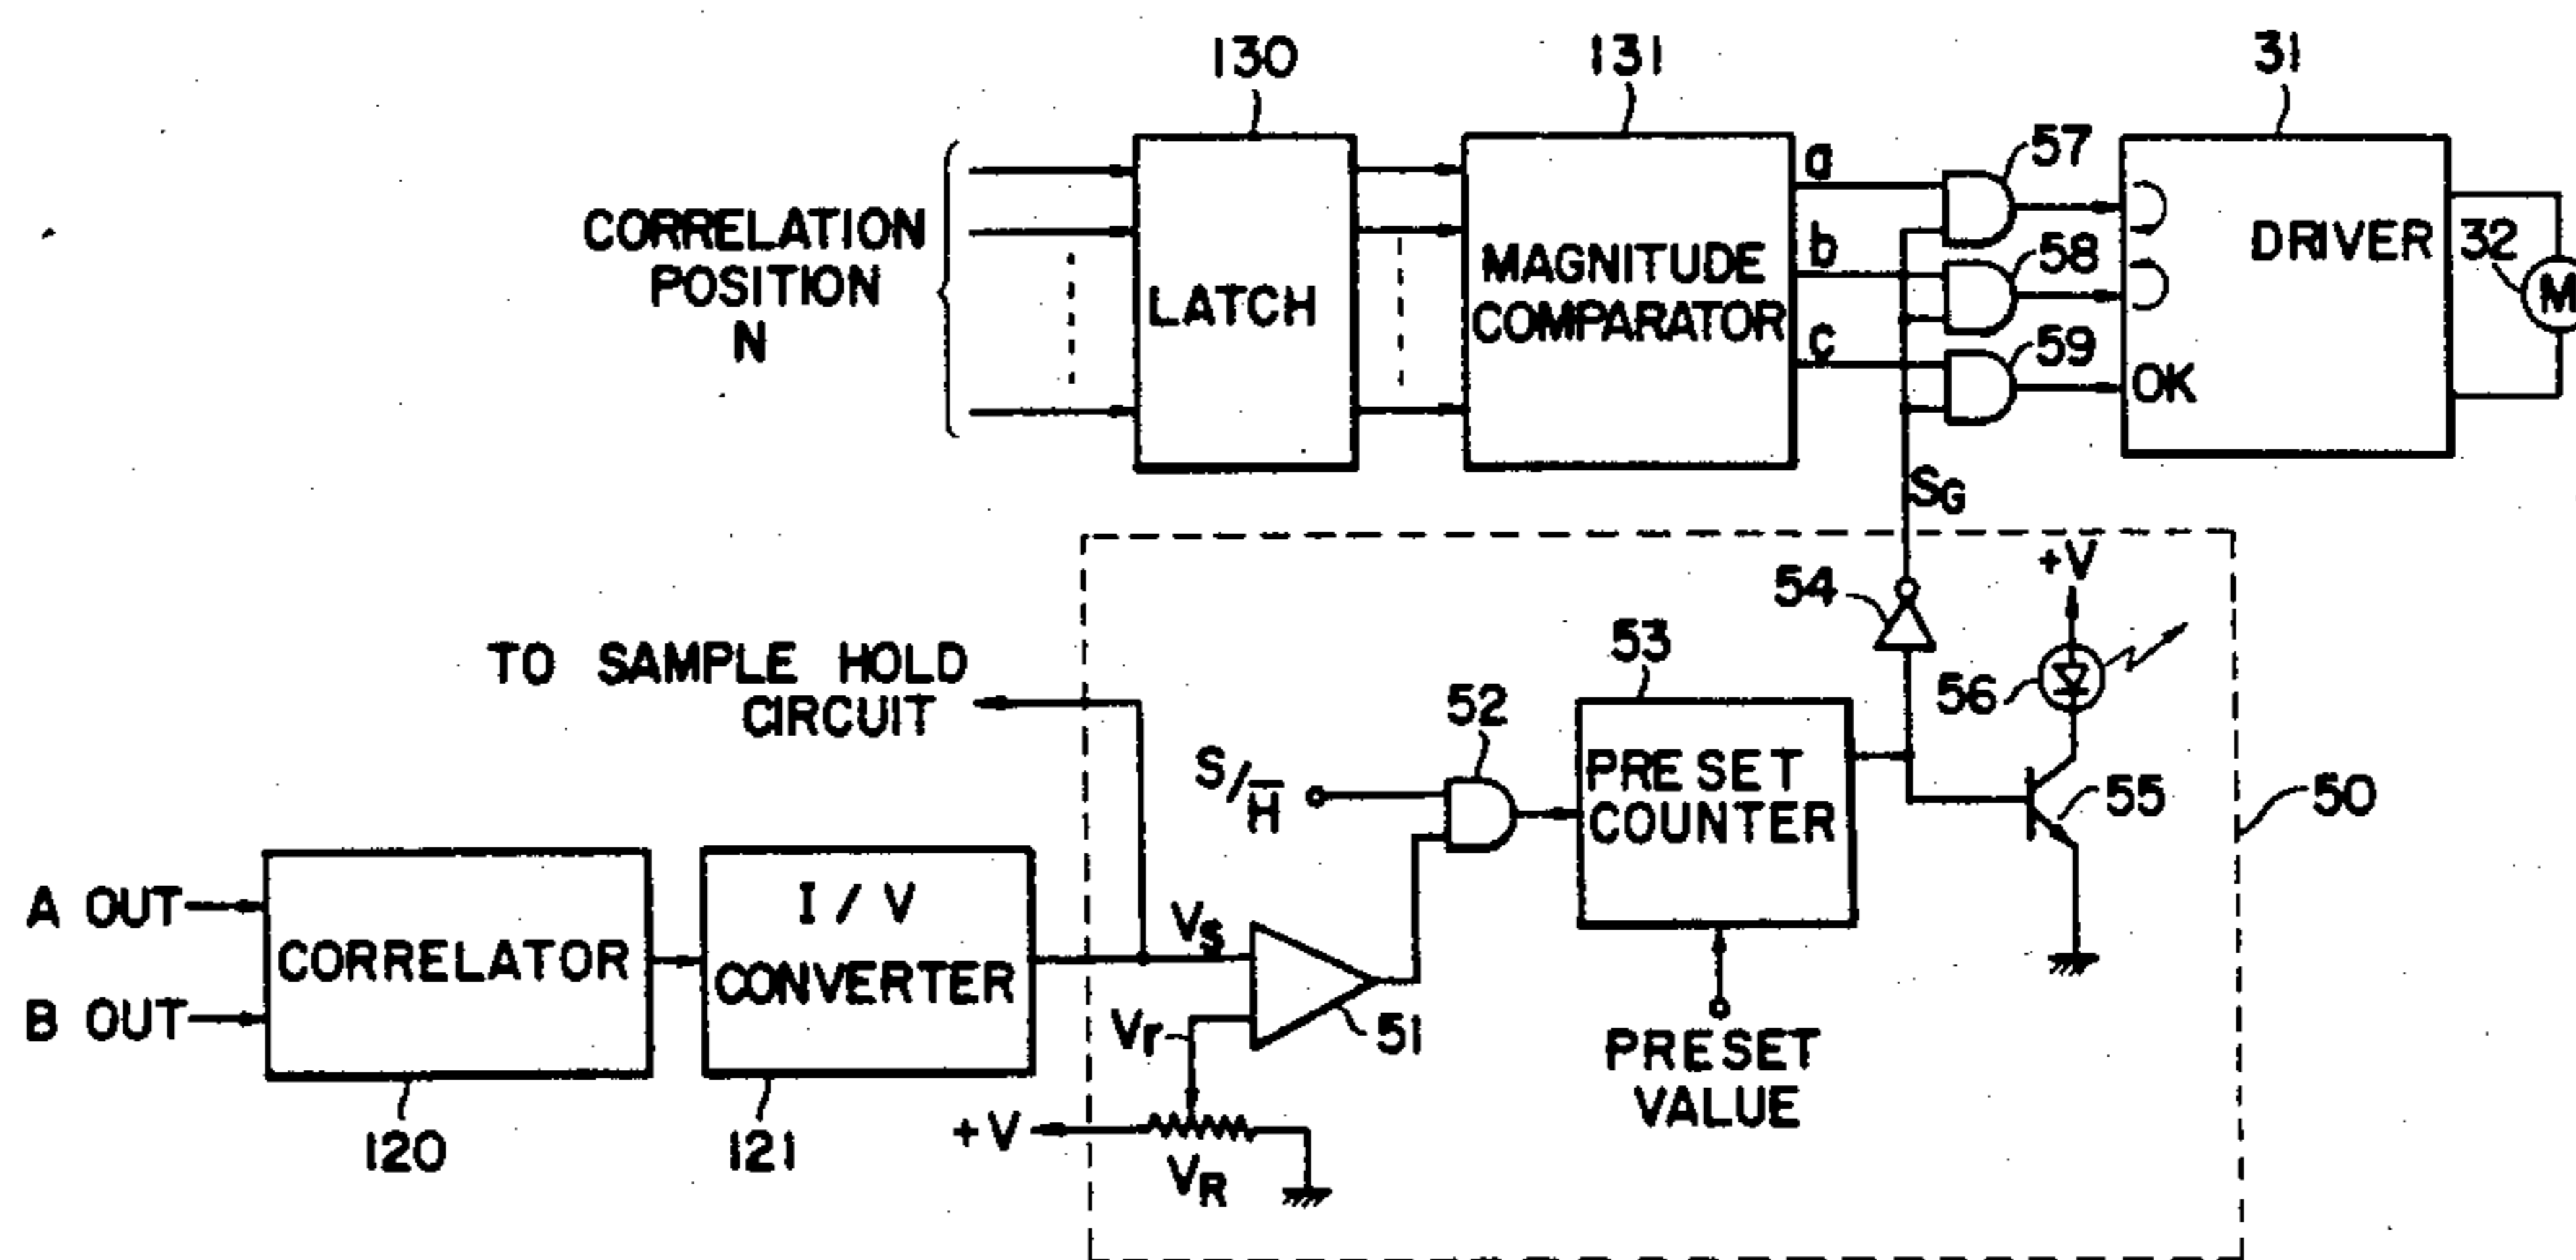 130
131
31
CORRELATION
POSITION
N
LATCH
MAGNITUDE
COMPARATOR
a
b
c
57
58
59
OK
DRIVER
32
M
SG
TO SAMPLE HOLD
CIRCUIT
54
+V
56
53
52
S/H̅
PRESET
COUNTER
55
50
A OUT
B OUT
CORRELATOR
I / V
CONVERTER
VS
Vr
51
PRESET
VALUE
+V
VR
120
121